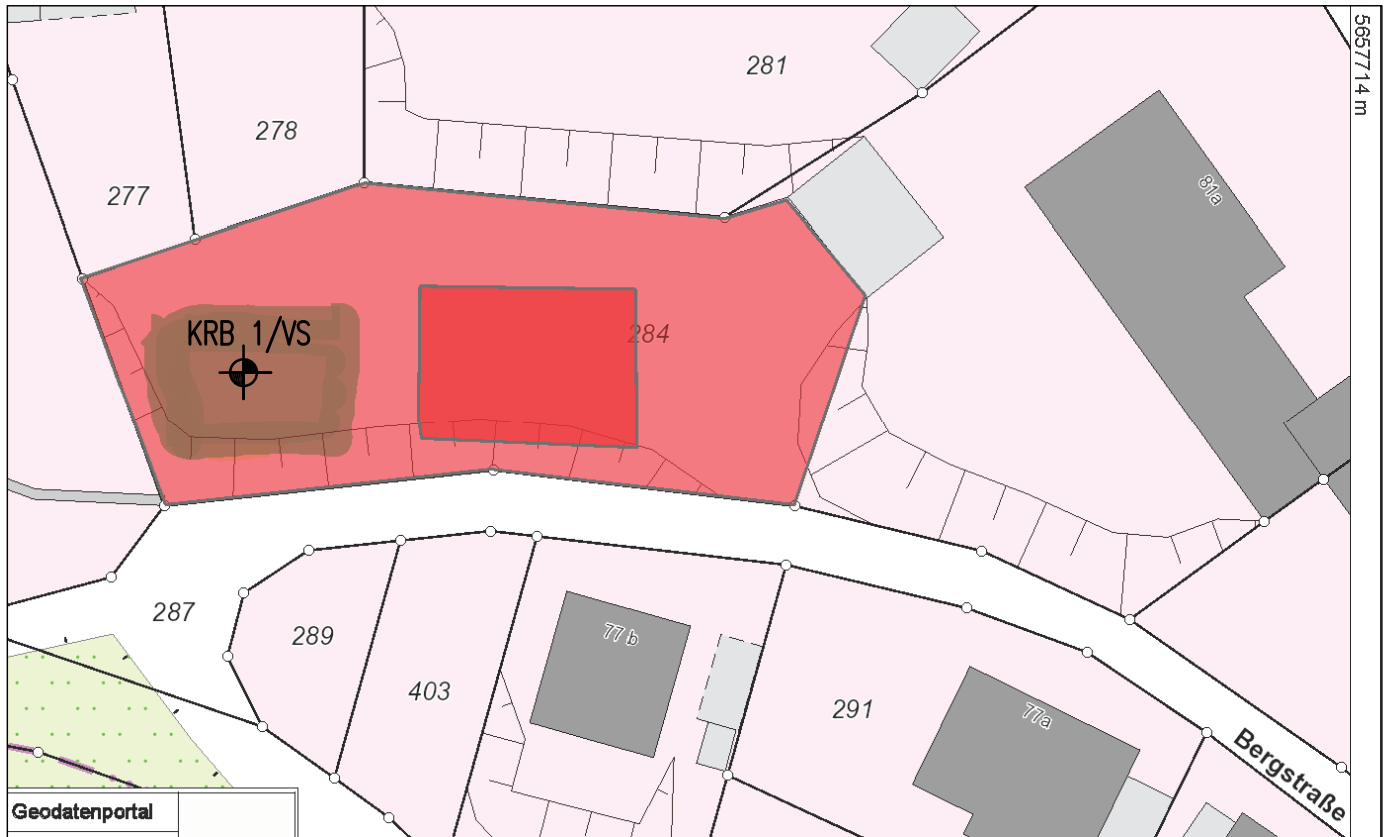 5657714 m
281
278
81a
277
284
KRB 1/VS
287
77 b
289
403
291
77a
Bergstraße
Geodatenportal